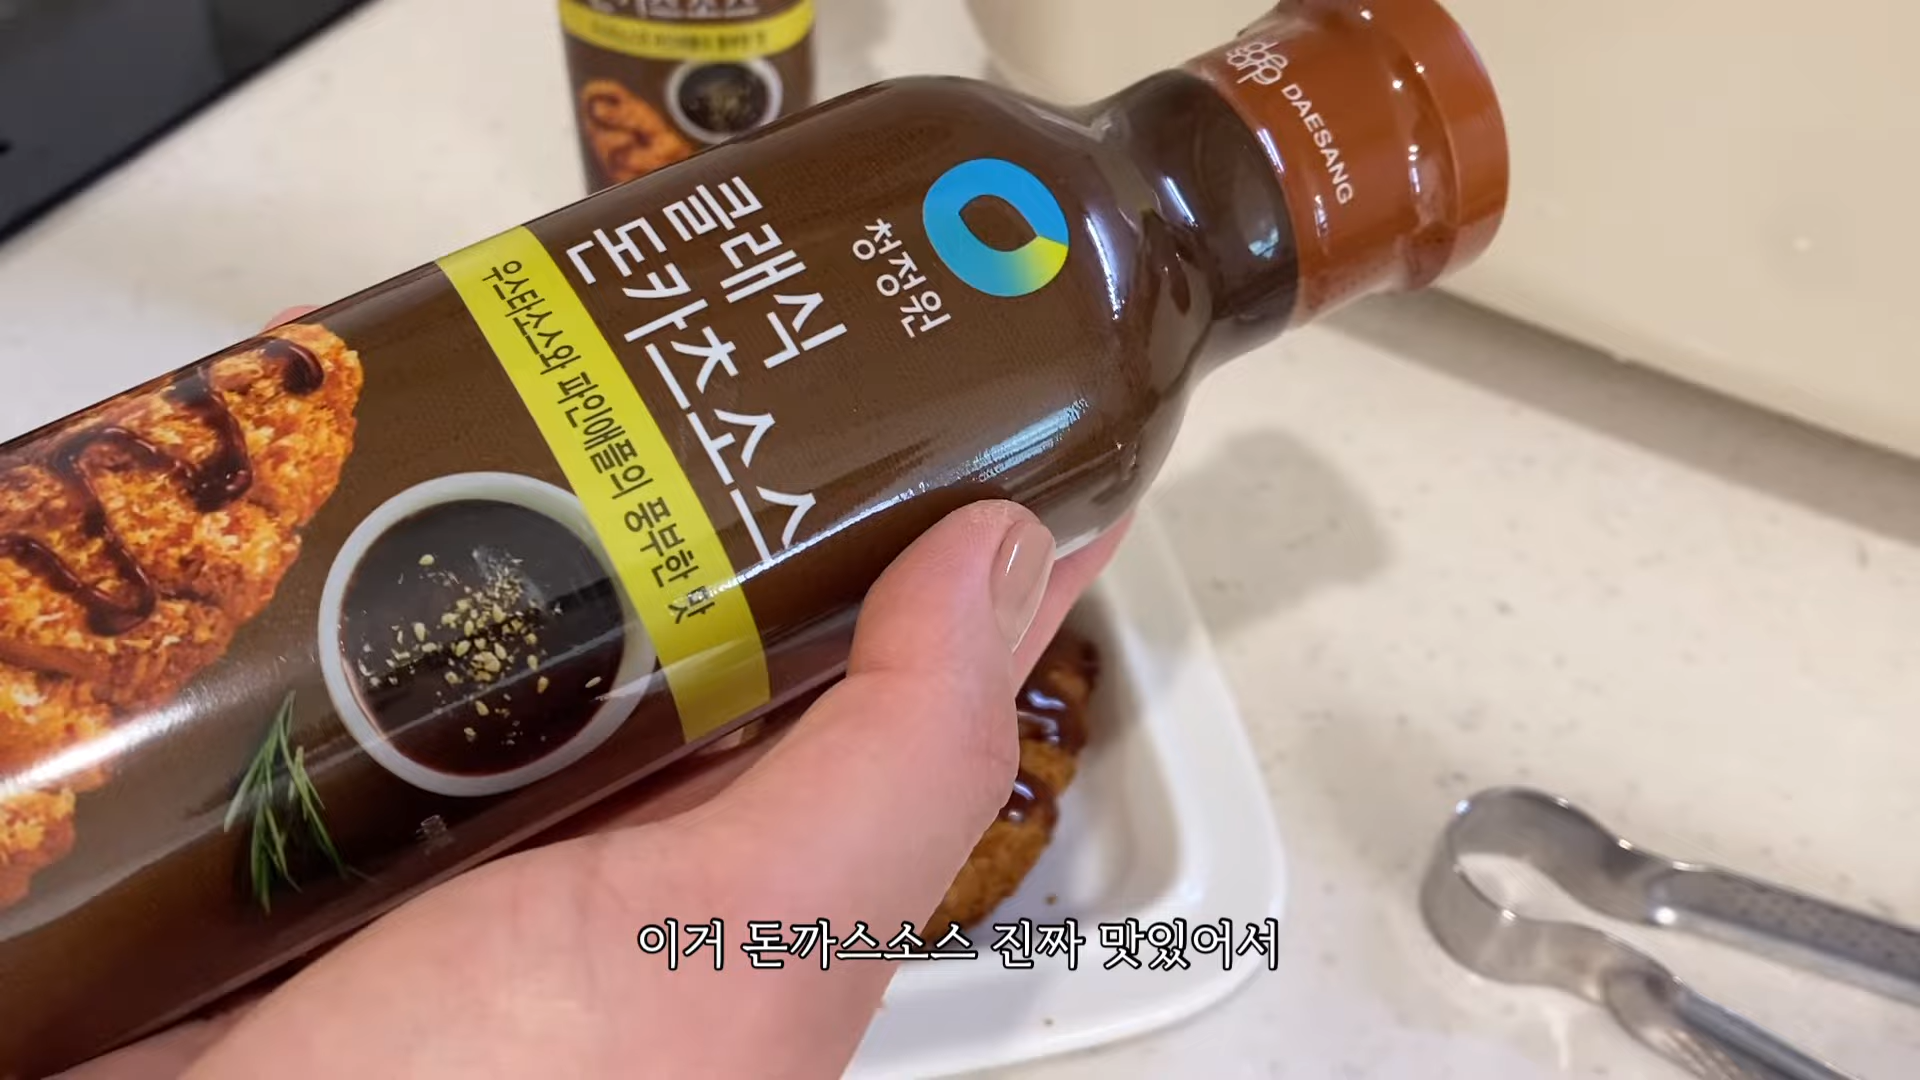 daesang
DAESANG
청정원
클래식
돈카츠소스
우스타소스와 파인애플의 풍부한 맛
이거 돈까스소스 진짜 맛있어서